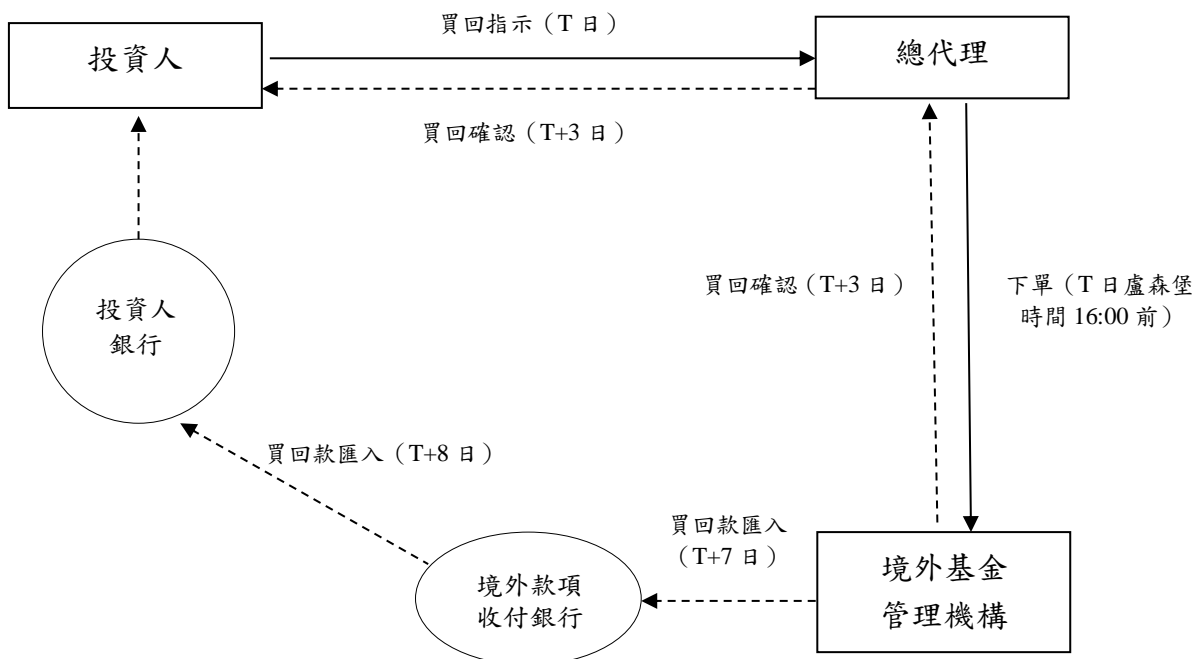 買回指示（T 日）
投資人
總代理
買回確認（T+3 日）
買回確認（T+3 日）
下單（T 日盧森堡
時間 16:00 前）
投資人
銀行
買回款匯入（T+8 日）
買回款匯入
（T+7 日）
境外款項
收付銀行
境外基金
管理機構